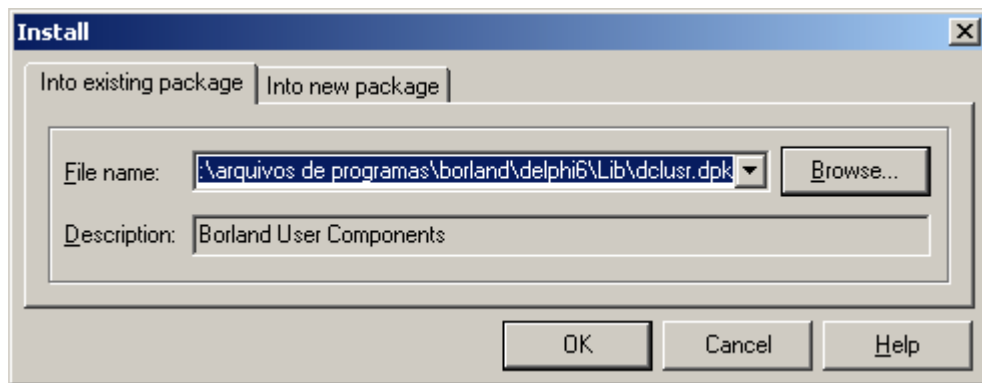 Install
Into existing package Into new package
File name: :\arquivos de programas\borland\delphi6\Lib\dclusr.dpk Browse...
Description: Borland User Components
OK Cancel Help